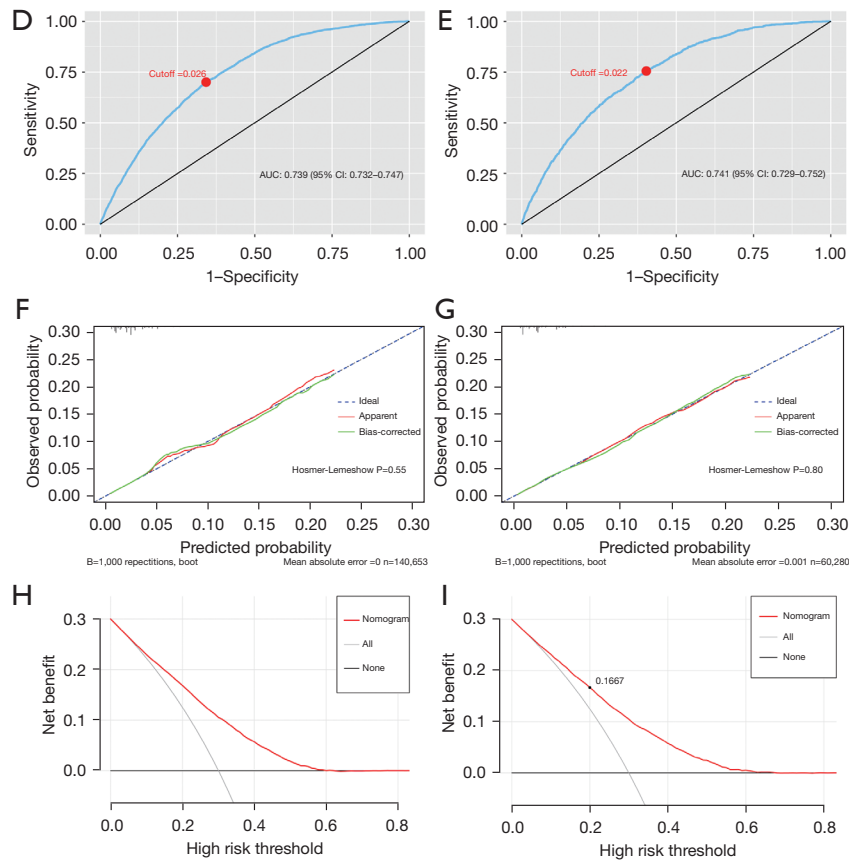 D
1.00
0.75
0.50
0.25
0.00
Sensitivity
Cutoff =0.026
AUC: 0.739 (95% CI: 0.732–0.747)
0.00 0.25 0.50 0.75 1.00
1–Specificity
E
1.00
0.75
0.50
0.25
0.00
Sensitivity
Cutoff =0.022
AUC: 0.741 (95% CI: 0.729–0.752)
0.00 0.25 0.50 0.75 1.00
1–Specificity
F
0.30
0.25
0.20
0.15
0.10
0.05
0.00
Observed probability
Ideal
Apparent
Bias-corrected
Hosmer-Lemeshow P=0.55
0.00 0.05 0.10 0.15 0.20 0.25 0.30
Predicted probability
B=1,000 repectitions, boot Mean absolute error =0 n=140,653
G
0.30
0.25
0.20
0.15
0.10
0.05
0.00
Observed probability
Ideal
Apparent
Bias-corrected
Hosmer-Lemeshow P=0.80
0.00 0.05 0.10 0.15 0.20 0.25 0.30
Predicted probability
B=1,000 repectitions, boot Mean absolute error =0.001 n=60,280
H
0.3
0.2
0.1
0.0
Net benefit
Nomogram
All
None
0.0 0.2 0.4 0.6 0.8
High risk threshold
I
0.3
0.2
0.1
0.0
Net benefit
Nomogram
All
None
0.1667
0.0 0.2 0.4 0.6 0.8
High risk threshold